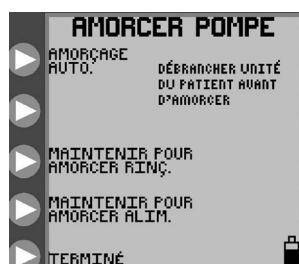 AMORCER POMPE
AMORÇAGE
AUTO.
DÉBRANCHER UNITÉ
DU PATIENT AVANT
D'AMORCER
MAINTENIR POUR
AMORCER RINÇ.
MAINTENIR POUR
AMORCER ALIM.
TERMINÉ